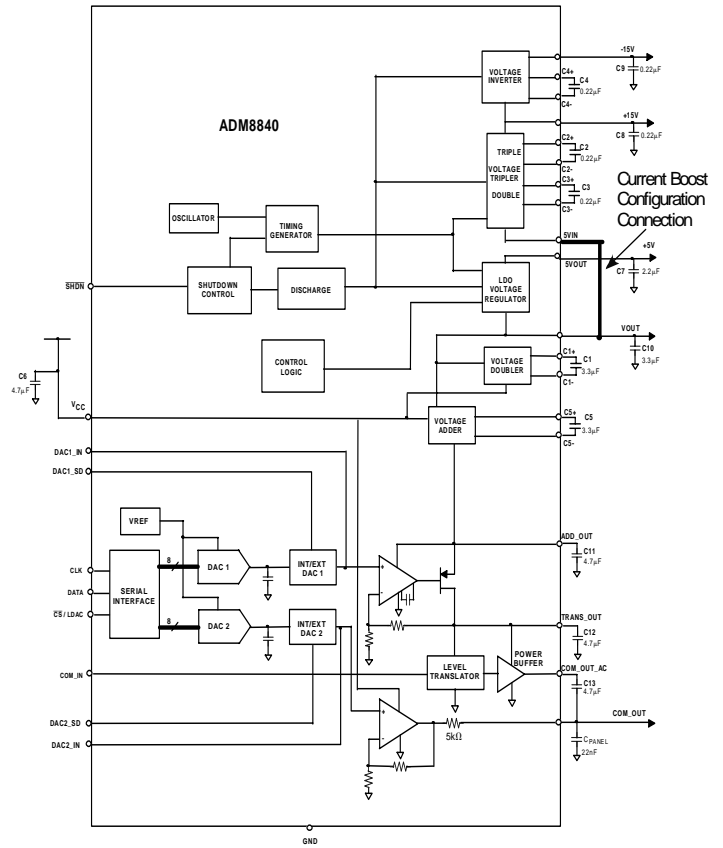 ADM8840
VOLTAGE
INVERTER
-15V
C9
0.22µF
C4+
C4
0.22µF
C4-
+15V
C8
0.22µF
TRIPLE
VOLTAGE
TRIPLER
DOUBLE
C2+
C2
0.22µF
C2-
C3+
C3
0.22µF
C3-
Current Boost
Configuration
Connection
5VIN
+5V
5VOUT
C7
2.2µF
OSCILLATOR
TIMING
GENERATOR
SHDN
SHUTDOWN
CONTROL
DISCHARGE
LDO
VOLTAGE
REGULATOR
CONTROL
LOGIC
VOUT
C10
3.3µF
VOLTAGE
DOUBLER
C1+
C1
3.3µF
C1-
C6
4.7µF
VCC
VOLTAGE
ADDER
C5+
C5
3.3µF
C5-
DAC1_IN
DAC1_SD
VREF
CLK
DATA
CS / LDAC
SERIAL
INTERFACE
8
DAC 1
INT/EXT
DAC 1
+
-
ADD_OUT
C11
4.7µF
8
DAC 2
INT/EXT
DAC 2
TRANS_OUT
C12
4.7µF
COM_IN
LEVEL
TRANSLATOR
POWER
BUFFER
COM_OUT_AC
C13
4.7µF
DAC2_SD
DAC2_IN
+
-
5kΩ
COM_OUT
CPANEL
22nF
GND